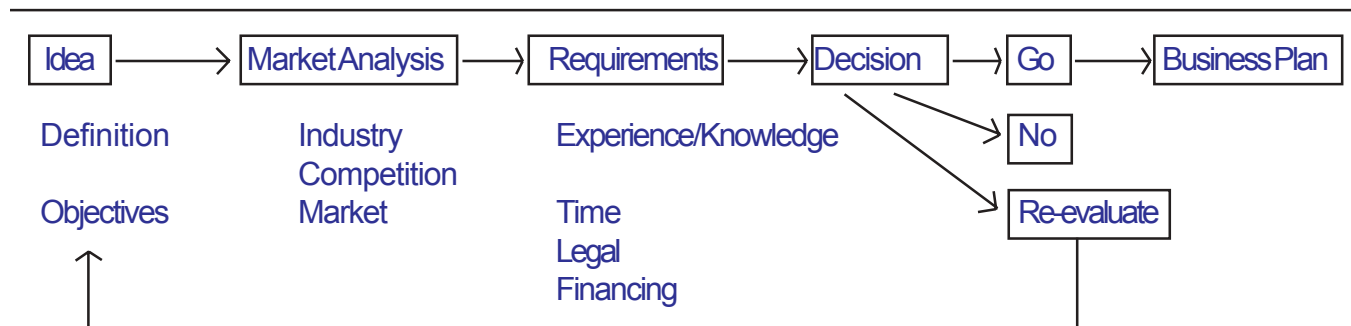 Idea Market Analysis Requirements Decision Go Business Plan
Definition Industry Experience/Knowledge No
Competition
Objectives Market Time Re-evaluate
Legal
Financing